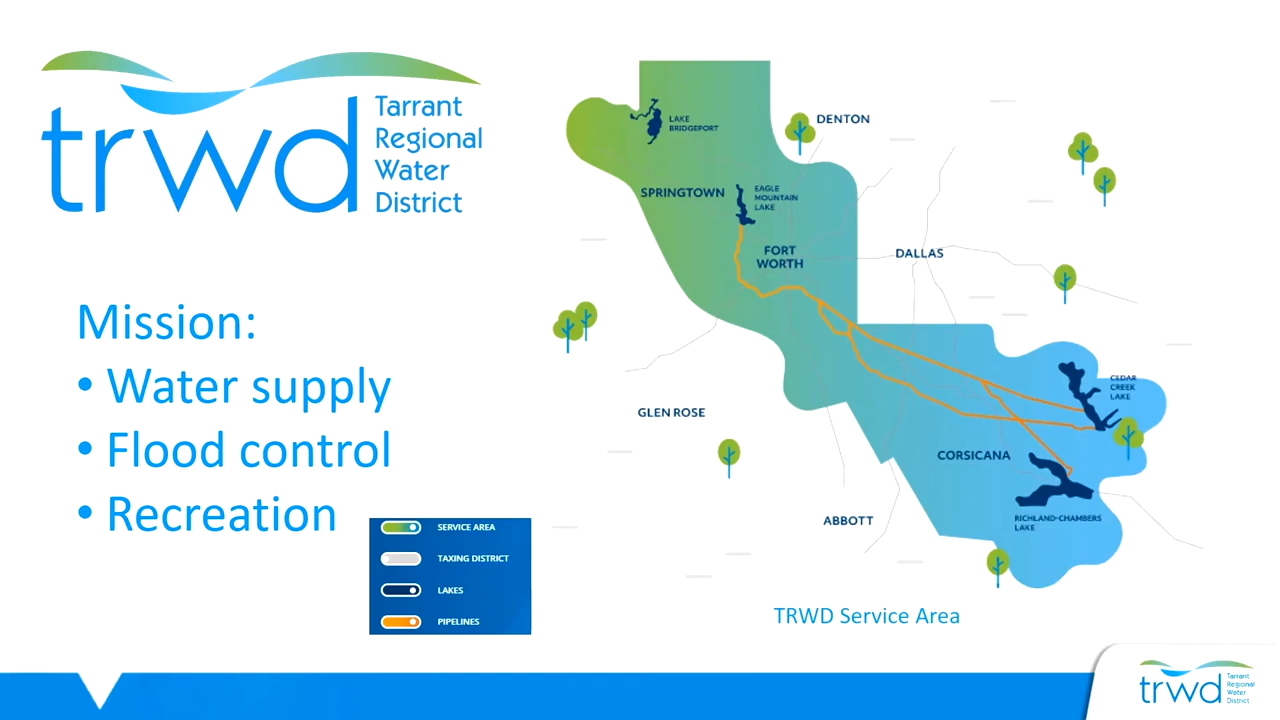 trwd
Tarrant
Regional
Water
District
Mission:
• Water supply
• Flood control
• Recreation
SERVICE AREA
TAXING DISTRICT
LAKES
PIPELINES
LAKE
BRIDGEPORT
DENTON
SPRINGTOWN
EAGLE
MOUNTAIN
LAKE
FORT
WORTH
DALLAS
CEDAR
CREEK
LAKE
GLEN ROSE
CORSICANA
RICHLAND-CHAMBERS
LAKE
ABBOTT
TRWD Service Area
trwd
Tarrant
Regional
Water
District